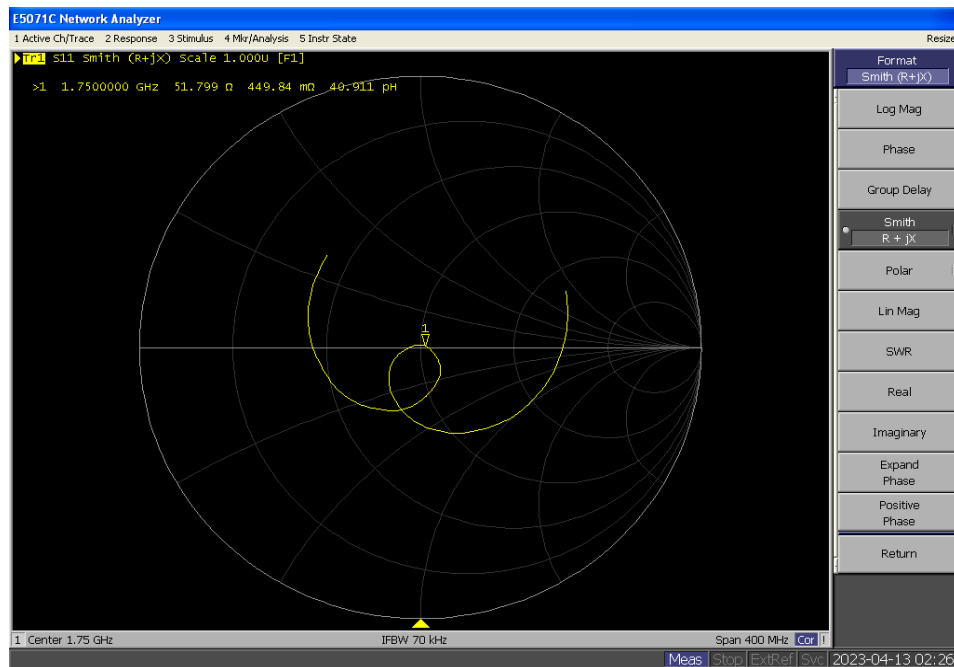 E5071C Network Analyzer
1 Active Ch/Trace 2 Response 3 Stimulus 4 Mkr/Analysis 5 Instr State
Resize
Tr1 S11 Smith (R+jX) Scale 1.000U [F1]
>1 1.7500000 GHz 51.799 Ω 449.84 mΩ 40.911 pH
1
Format
Smith (R+jX)
Log Mag
Phase
Group Delay
Smith
R + jX
Polar
Lin Mag
SWR
Real
Imaginary
Expand
Phase
Positive
Phase
Return
1 Center 1.75 GHz IFBW 70 kHz Span 400 MHz Cor !
Meas Stop ExtRef Svc 2023-04-13 02:26